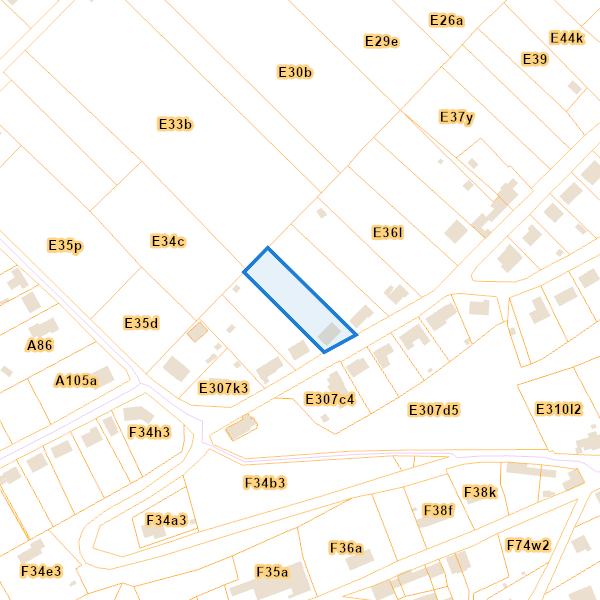 E26a
E44k
E29e
E39
E30b
E37y
E33b
E36l
E34c
E35p
E35d
A86
A105a
E307k3
E307c4
E307d5
E310l2
F34h3
F34b3
F38k
F38f
F34a3
F36a
F74w2
F34e3
F35a